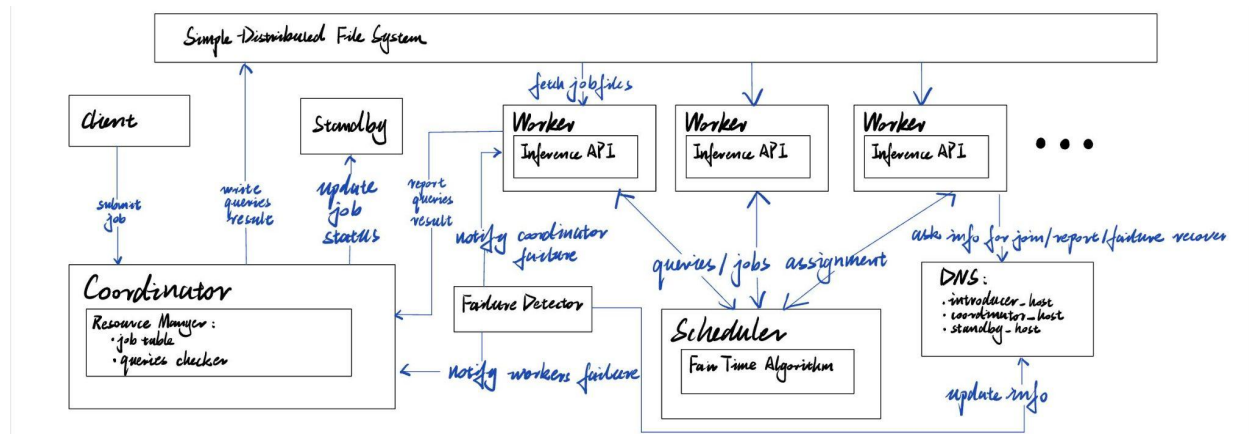 Simple-Distributed File System
fetch job files
Client
Standby
Worker
Inference API
Worker
Inference API
Worker
Inference API
submit
job
write
queries
result
update
job
status
report
queries
result
notify coordinator
failure
queries/jobs assignment
asks info for join/report/failure recover
Coordinator
Resource Manger:
• job table
• queries checker
Failure Detector
notify workers failure
Scheduler
Fair Time Algorithm
DNS:
• introducer_host
• coordinator_host
• standby_host
update info